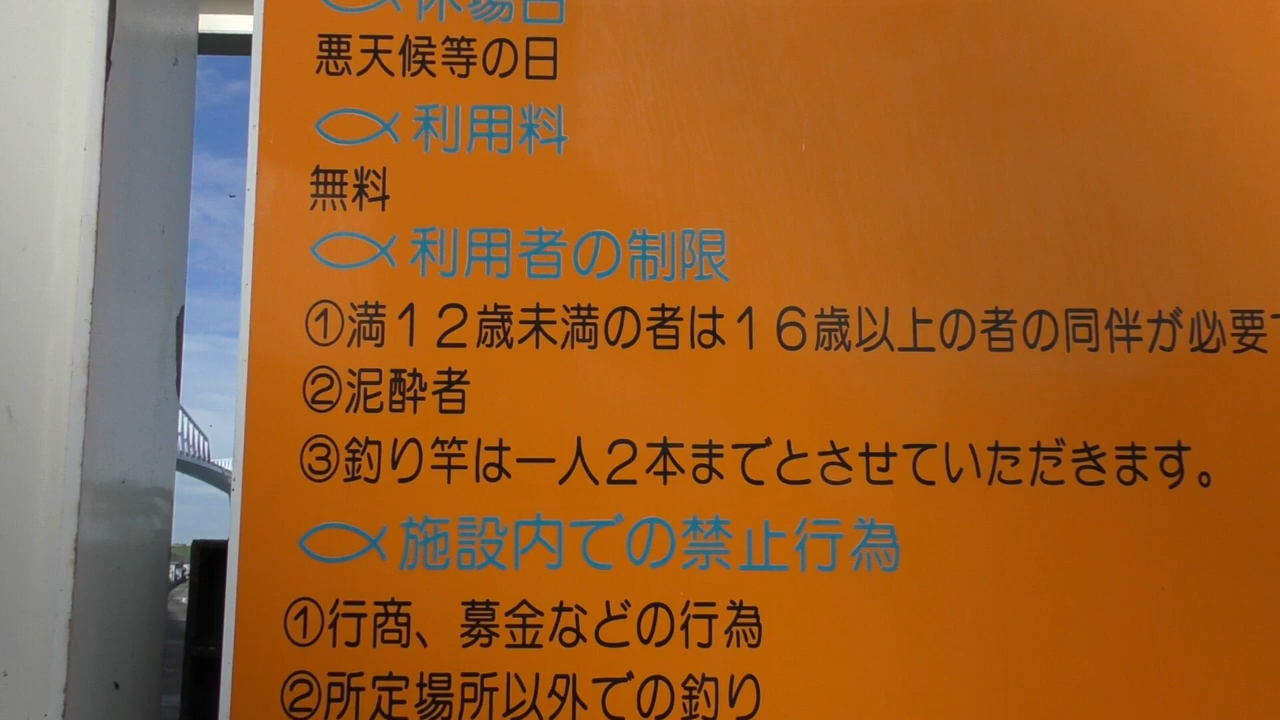 休場日
悪天候等の日
利用料
無料
利用者の制限
①満１２歳未満の者は１６歳以上の者の同伴が必要で
②泥酔者
③釣り竿は一人２本までとさせていただきます。
施設内での禁止行為
①行商、募金などの行為
②所定場所以外での釣り